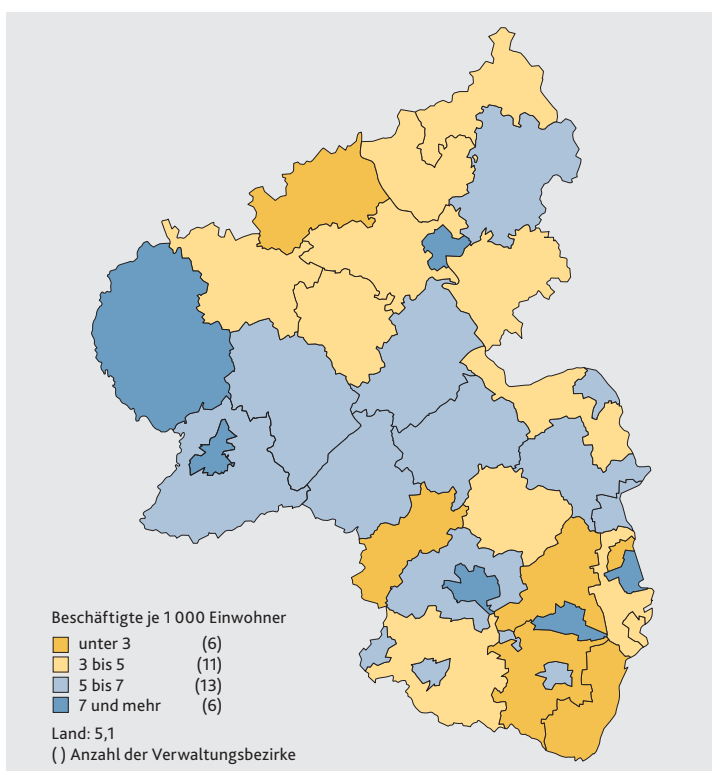 Beschäftigte je 1 000 Einwohner
unter 3 (6)
3 bis 5 (11)
5 bis 7 (13)
7 und mehr (6)
Land: 5,1
( ) Anzahl der Verwaltungsbezirke